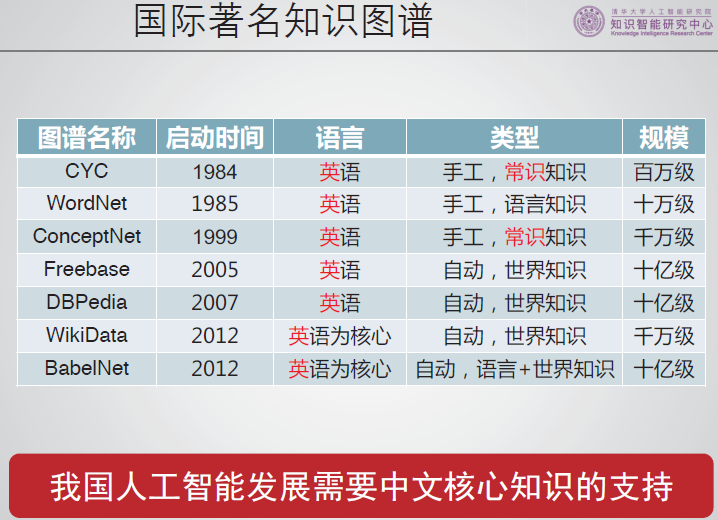 国际著名知识图谱
清华大学人工智能研究院
知识智能研究中心
Knowledge Intelligence Research Center
图谱名称 启动时间 语言 类型 规模
CYC 1984 英语 手工，常识知识 百万级
WordNet 1985 英语 手工，语言知识 十万级
ConceptNet 1999 英语 手工，常识知识 千万级
Freebase 2005 英语 自动，世界知识 十亿级
DBPedia 2007 英语 自动，世界知识 十亿级
WikiData 2012 英语为核心 自动，世界知识 千万级
BabelNet 2012 英语为核心 自动，语言+世界知识 十亿级
我国人工智能发展需要中文核心知识的支持